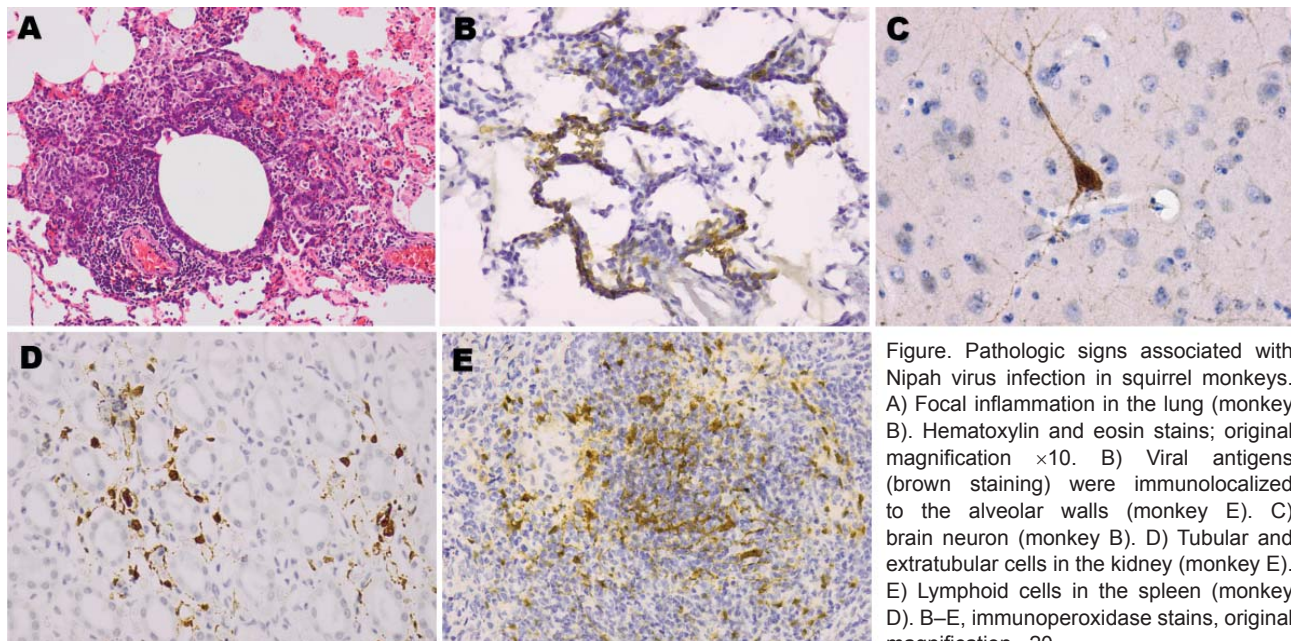 A
B
C
D
E
Figure. Pathologic signs associated with
Nipah virus infection in squirrel monkeys.
A) Focal inflammation in the lung (monkey
B). Hematoxylin and eosin stains; original
magnification ×10. B) Viral antigens
(brown staining) were immunolocalized
to the alveolar walls (monkey E). C)
brain neuron (monkey B). D) Tubular and
extratubular cells in the kidney (monkey E).
E) Lymphoid cells in the spleen (monkey
D). B–E, immunoperoxidase stains, original
magnification 20